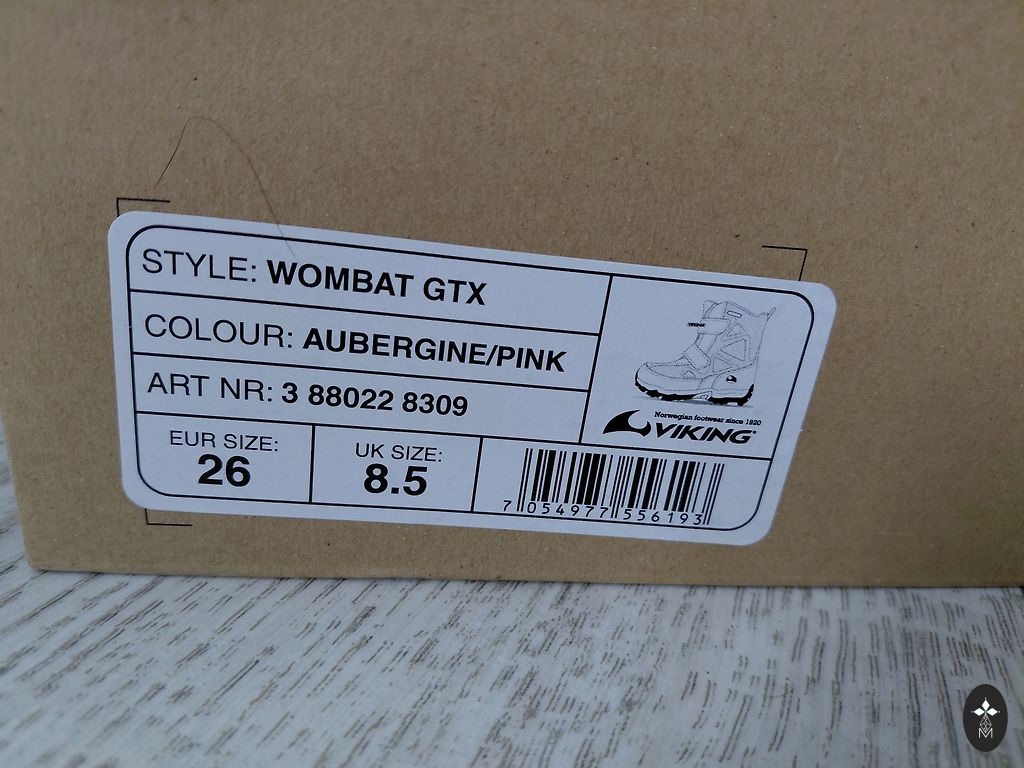 STYLE: WOMBAT GTX
COLOUR: AUBERGINE/PINK
ART NR: 3 88022 8309
EUR SIZE:
26
UK SIZE:
8.5
VIKING
Norwegian footwear since 1920
VIKING
7 054977 556193
M